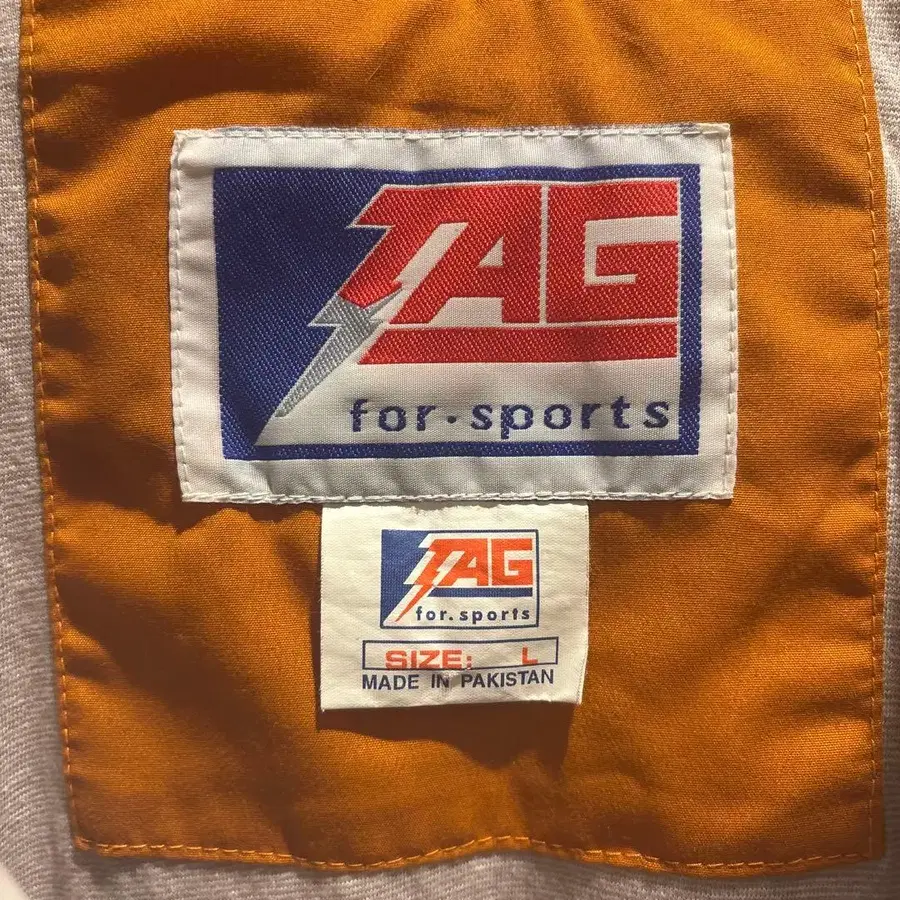 TAG
for·sports
TAG
for.sports
SIZE: L
MADE IN PAKISTAN